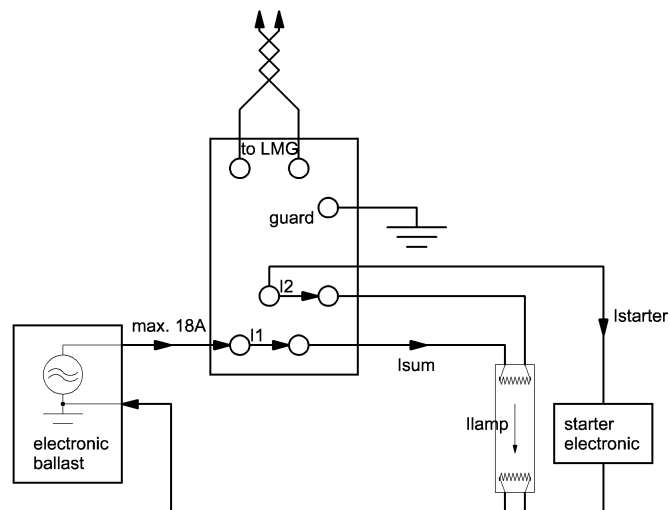 to LMG
guard
I2
Istarter
max. 18A
I1
Isum
Ilamp
starter
electronic
electronic
ballast